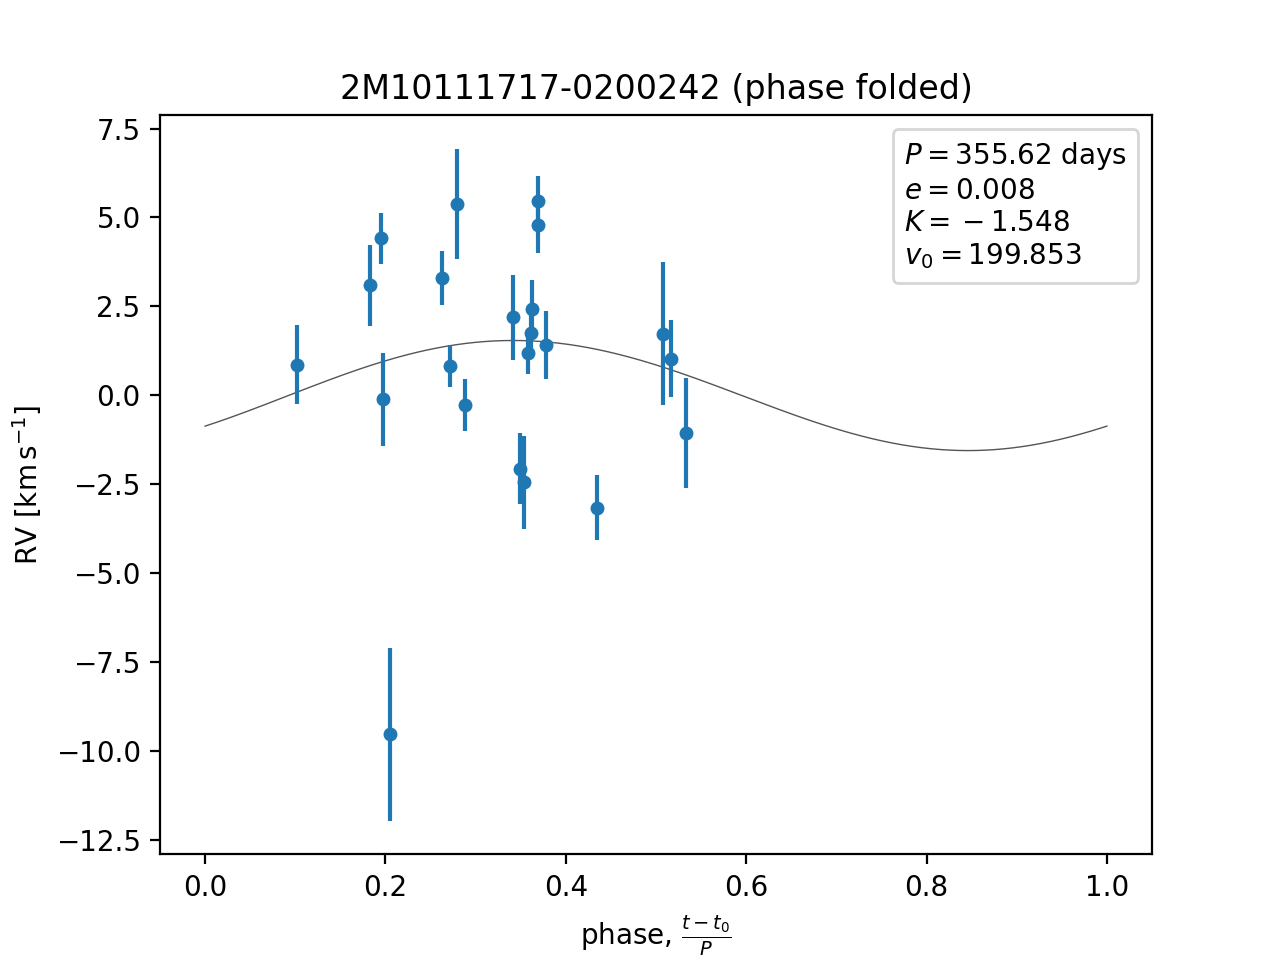 2M10111717-0200242 (phase folded)
P = 355.62 days
e = 0.008
K = −1.548
v₀ = 199.853
RV [km s⁻¹]
7.5
5.0
2.5
0.0
−2.5
−5.0
−7.5
−10.0
−12.5
0.0 0.2 0.4 0.6 0.8 1.0
phase, (t − t₀)/P